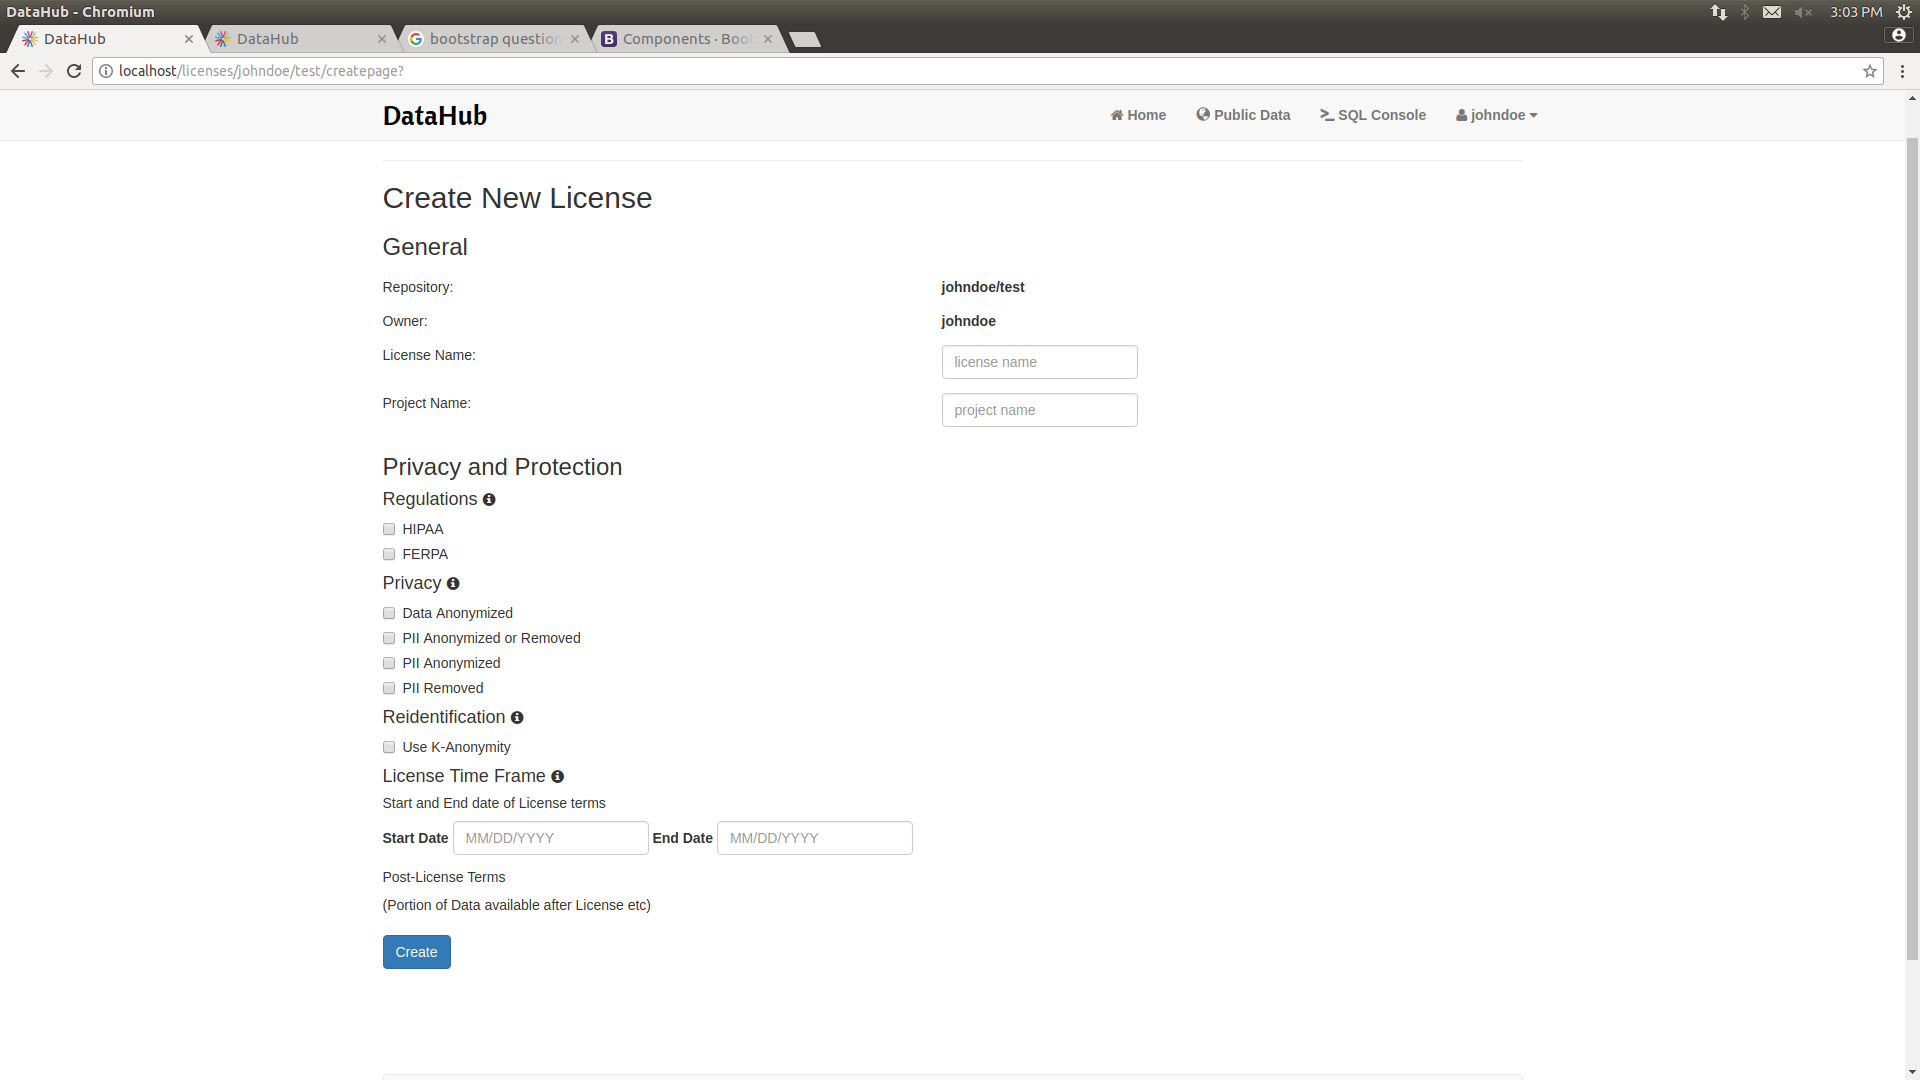 DataHub - Chromium
3:03 PM
DataHub
DataHub
bootstrap question
Components · Boot
localhost/licenses/johndoe/test/createpage?
DataHub
Home
Public Data
SQL Console
johndoe
Create New License
General
Repository: johndoe/test
Owner: johndoe
License Name: license name
Project Name: project name
Privacy and Protection
Regulations
HIPAA
FERPA
Privacy
Data Anonymized
PII Anonymized or Removed
PII Anonymized
PII Removed
Reidentification
Use K-Anonymity
License Time Frame
Start and End date of License terms
Start Date MM/DD/YYYY End Date MM/DD/YYYY
Post-License Terms
(Portion of Data available after License etc)
Create